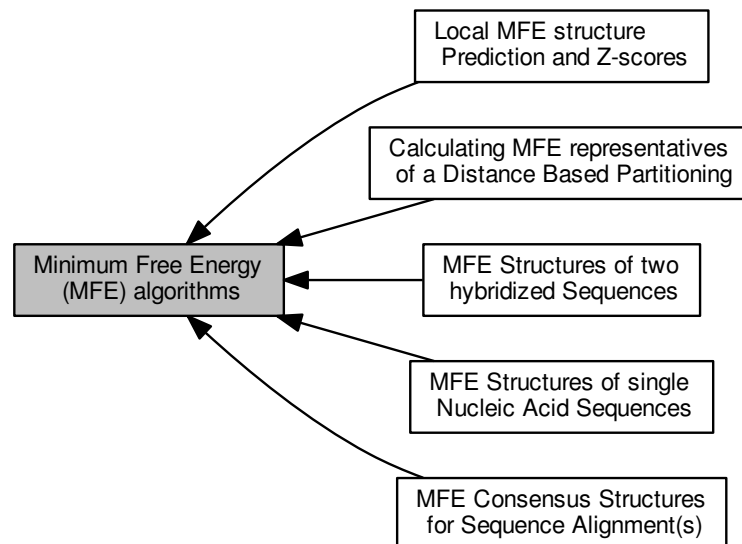 Local MFE structure
Prediction and Z-scores
Calculating MFE representatives
of a Distance Based Partitioning
Minimum Free Energy
(MFE) algorithms
MFE Structures of two
hybridized Sequences
MFE Structures of single
Nucleic Acid Sequences
MFE Consensus Structures
for Sequence Alignment(s)